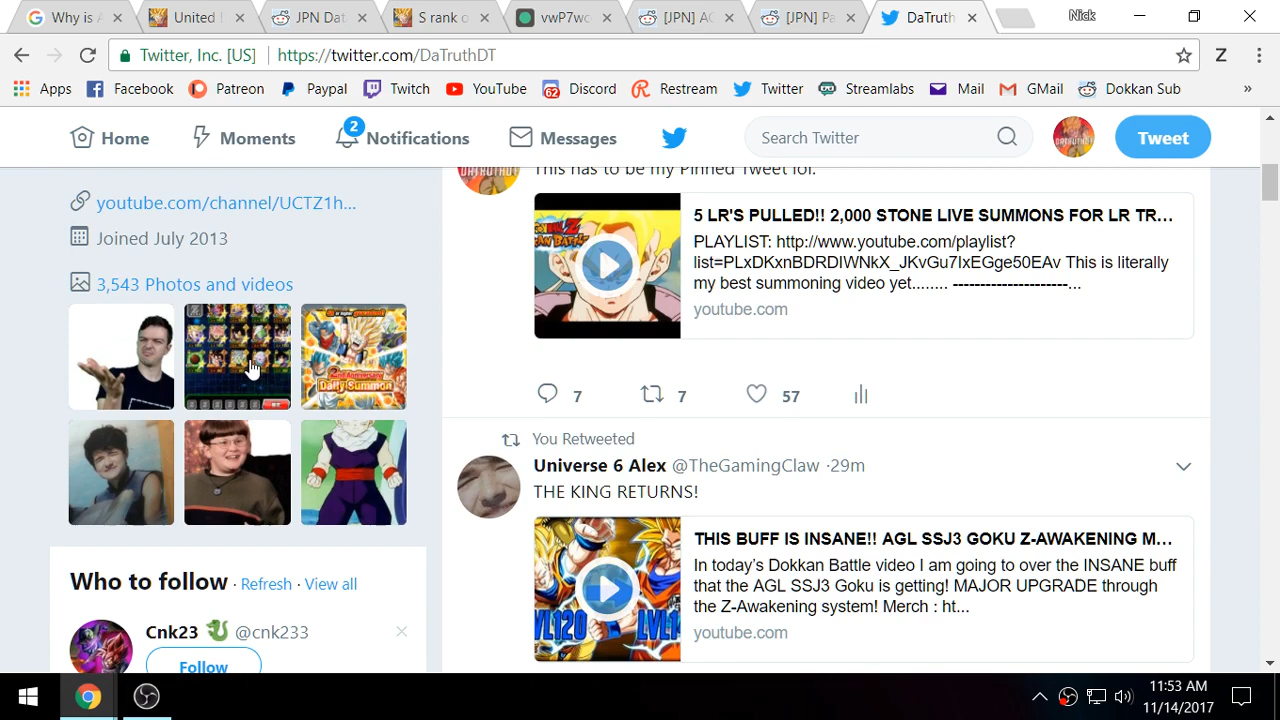 Why is A
United
JPN Dat
S rank c
vwP7wc
[JPN] AC
[JPN] P
DaTruth
Nick
Twitter, Inc. [US]
https://twitter.com/DaTruthDT
Z
Apps
Facebook
Patreon
Paypal
Twitch
YouTube
62
Discord
Restream
Twitter
Streamlabs
Mail
GMail
Dokkan Sub
»
Home
Moments
2
Notifications
Messages
Search Twitter
Tweet
This has to be my Pinned Tweet lol.
youtube.com/channel/UCTZ1h...
Joined July 2013
3,543 Photos and videos
Daily Summon
5 LR'S PULLED!! 2,000 STONE LIVE SUMMONS FOR LR TR...
PLAYLIST: http://www.youtube.com/playlist?
list=PLxDKxnBDRDIWNkX_JKvGu7IxEGge50EAv This is literally
my best summoning video yet........ ----------------------...
youtube.com
7
7
57
You Retweeted
Universe 6 Alex @TheGamingClaw ·29m
THE KING RETURNS!
THIS BUFF IS INSANE!! AGL SSJ3 GOKU Z-AWAKENING M...
In today's Dokkan Battle video I am going to over the INSANE buff
that the AGL SSJ3 Goku is getting! MAJOR UPGRADE through
the Z-Awakening system! Merch : ht...
youtube.com
Who to follow · Refresh · View all
Cnk23 @cnk233
Follow
11:53 AM
11/14/2017